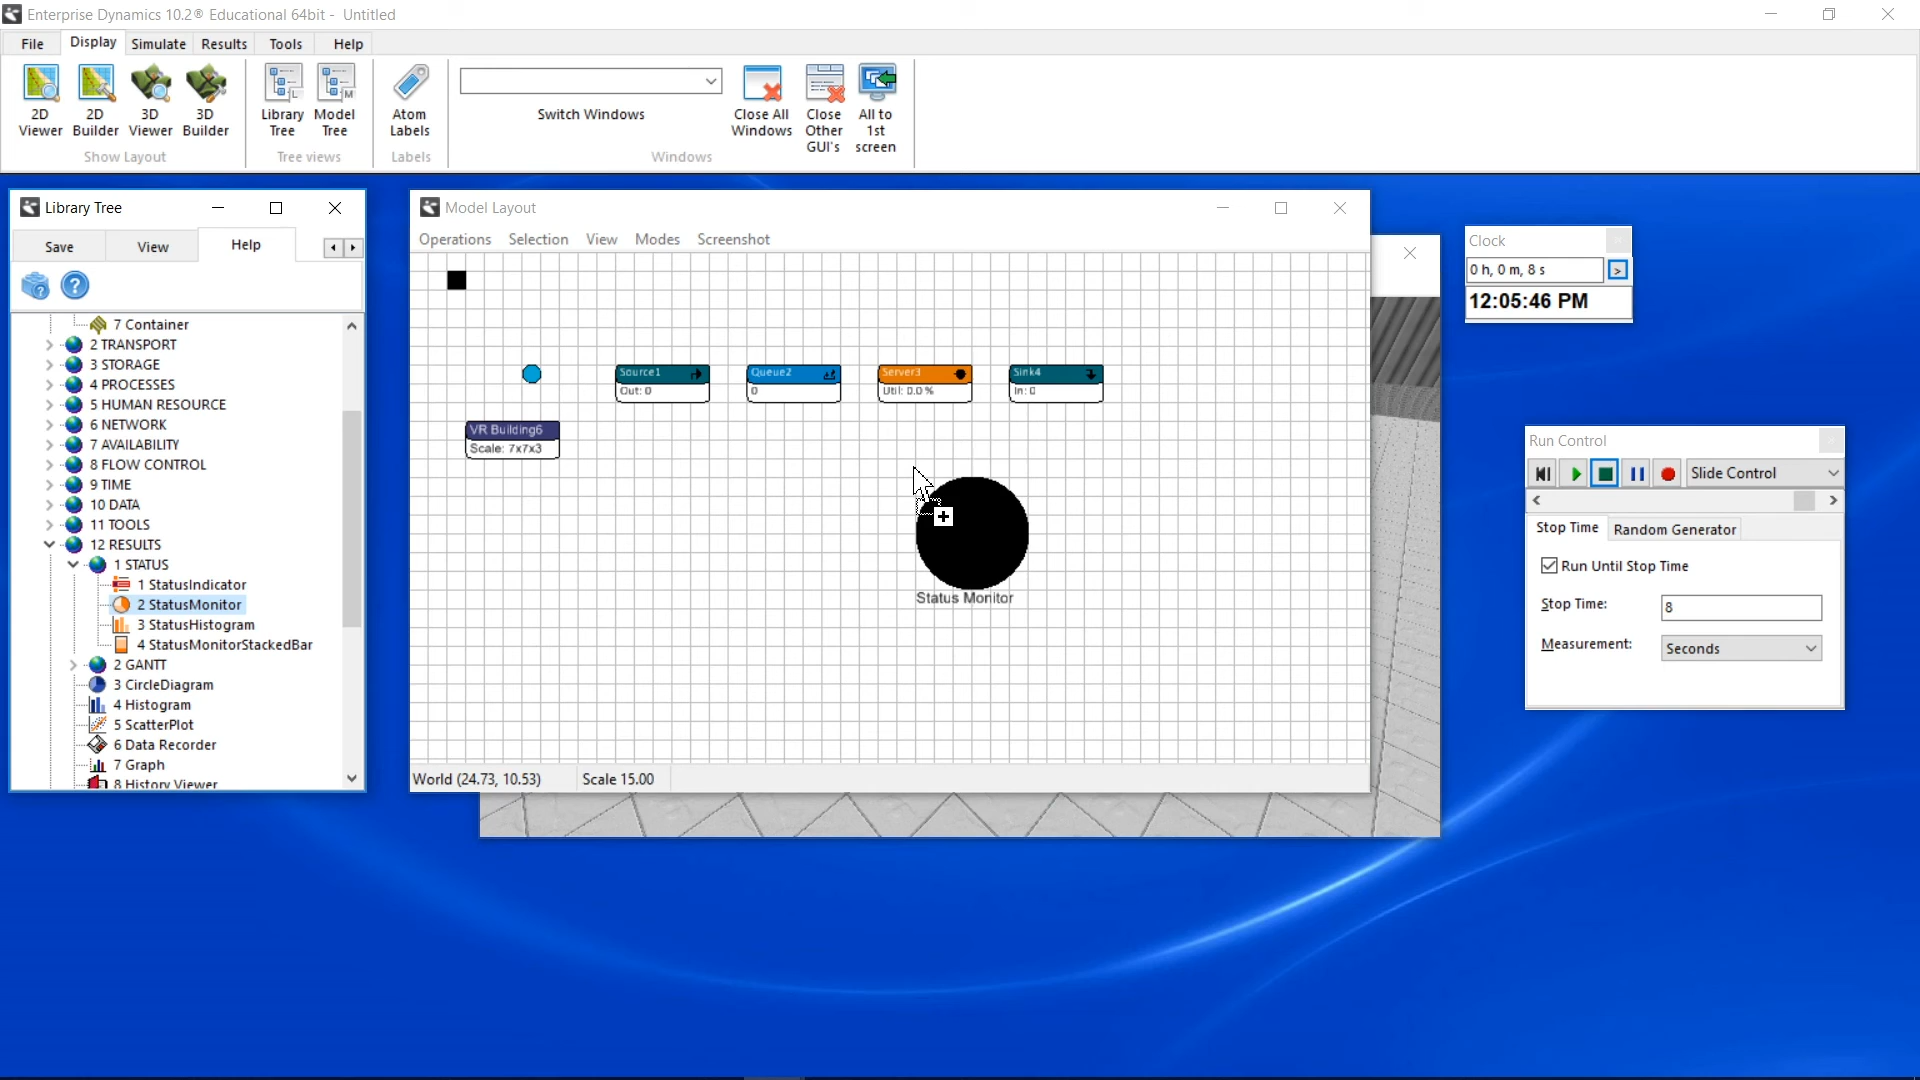 Enterprise Dynamics 10.2® Educational 64bit - Untitled
File Display Simulate Results Tools Help
2D Viewer
2D Builder
3D Viewer
3D Builder
Show Layout
Library Tree
Model Tree
Tree views
Atom Labels
Labels
Switch Windows
Close All Windows
Close Other GUI's
All to 1st screen
Windows
Library Tree
Save View Help
7 Container
2 TRANSPORT
3 STORAGE
4 PROCESSES
5 HUMAN RESOURCE
6 NETWORK
7 AVAILABILITY
8 FLOW CONTROL
9 TIME
10 DATA
11 TOOLS
12 RESULTS
1 STATUS
1 StatusIndicator
2 StatusMonitor
3 StatusHistogram
4 StatusMonitorStackedBar
2 GANTT
3 CircleDiagram
4 Histogram
5 ScatterPlot
6 Data Recorder
7 Graph
8 History Viewer
Model Layout
Operations Selection View Modes Screenshot
Source1
Out: 0
Queue2
0
Server3
Util: 0.0 %
Sink4
In: 0
VR Building6
Scale: 7x7x3
Status Monitor
World (24.73, 10.53) Scale 15.00
Clock
0 h, 0 m, 8 s >
12:05:46 PM
Run Control
Slide Control
Stop Time Random Generator
Run Until Stop Time
Stop Time: 8
Measurement: Seconds